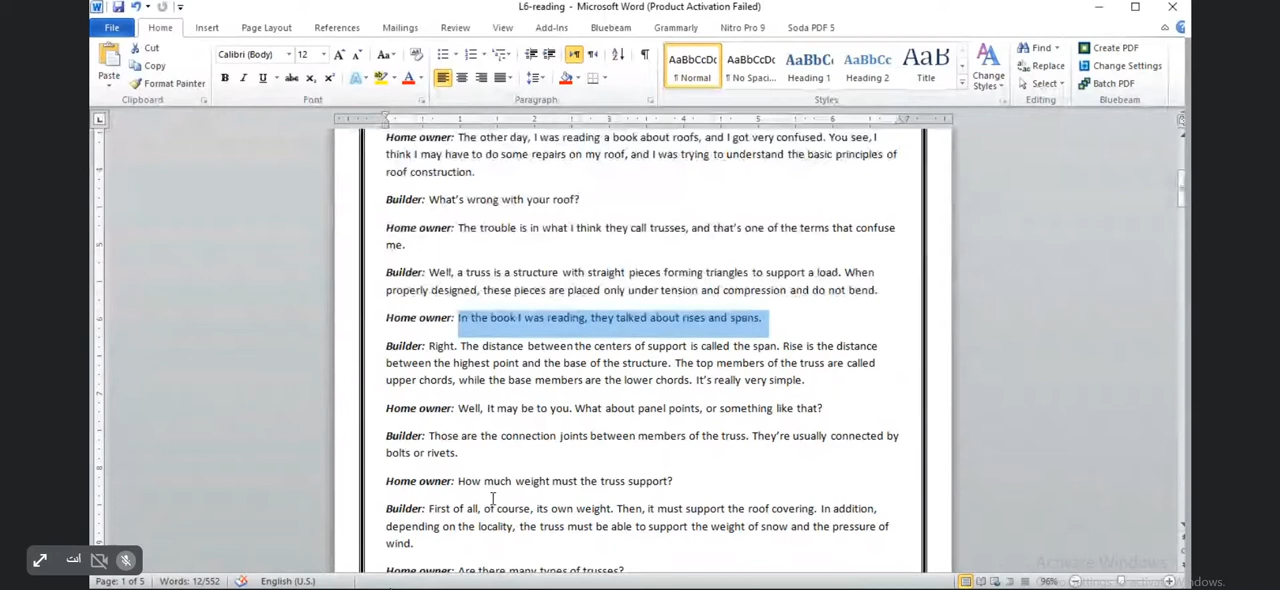 L6-reading - Microsoft Word (Product Activation Failed)
File Home Insert Page Layout References Mailings Review View Add-Ins Bluebeam Grammarly Nitro Pro 9 Soda PDF 5
Paste
Cut
Copy
Format Painter
Clipboard
Calibri (Body) 12
Font
Paragraph
AaBbCcDc AaBbCcDc AaBbC AaBbCc AaB
¶ Normal ¶ No Spaci... Heading 1 Heading 2 Title
Change Styles
Styles
Find
Replace
Select
Editing
Create PDF
Change Settings
Batch PDF
Bluebeam
1 2 3 4 5 6 7
Home owner: The other day, I was reading a book about roofs, and I got very confused. You see, I
think I may have to do some repairs on my roof, and I was trying to understand the basic principles of
roof construction.
Builder: What's wrong with your roof?
Home owner: The trouble is in what I think they call trusses, and that's one of the terms that confuse
me.
Builder: Well, a truss is a structure with straight pieces forming triangles to support a load. When
properly designed, these pieces are placed only under tension and compression and do not bend.
Home owner: In the book I was reading, they talked about rises and spans.
Builder: Right. The distance between the centers of support is called the span. Rise is the distance
between the highest point and the base of the structure. The top members of the truss are called
upper chords, while the base members are the lower chords. It's really very simple.
Home owner: Well, It may be to you. What about panel points, or something like that?
Builder: Those are the connection joints between members of the truss. They're usually connected by
bolts or rivets.
Home owner: How much weight must the truss support?
Builder: First of all, of course, its own weight. Then, it must support the roof covering. In addition,
depending on the locality, the truss must be able to support the weight of snow and the pressure of
wind.
Home owner: Are there many types of trusses?
انت
Activate Windows
Page: 1 of 5 Words: 12/552 English (U.S.) 96%